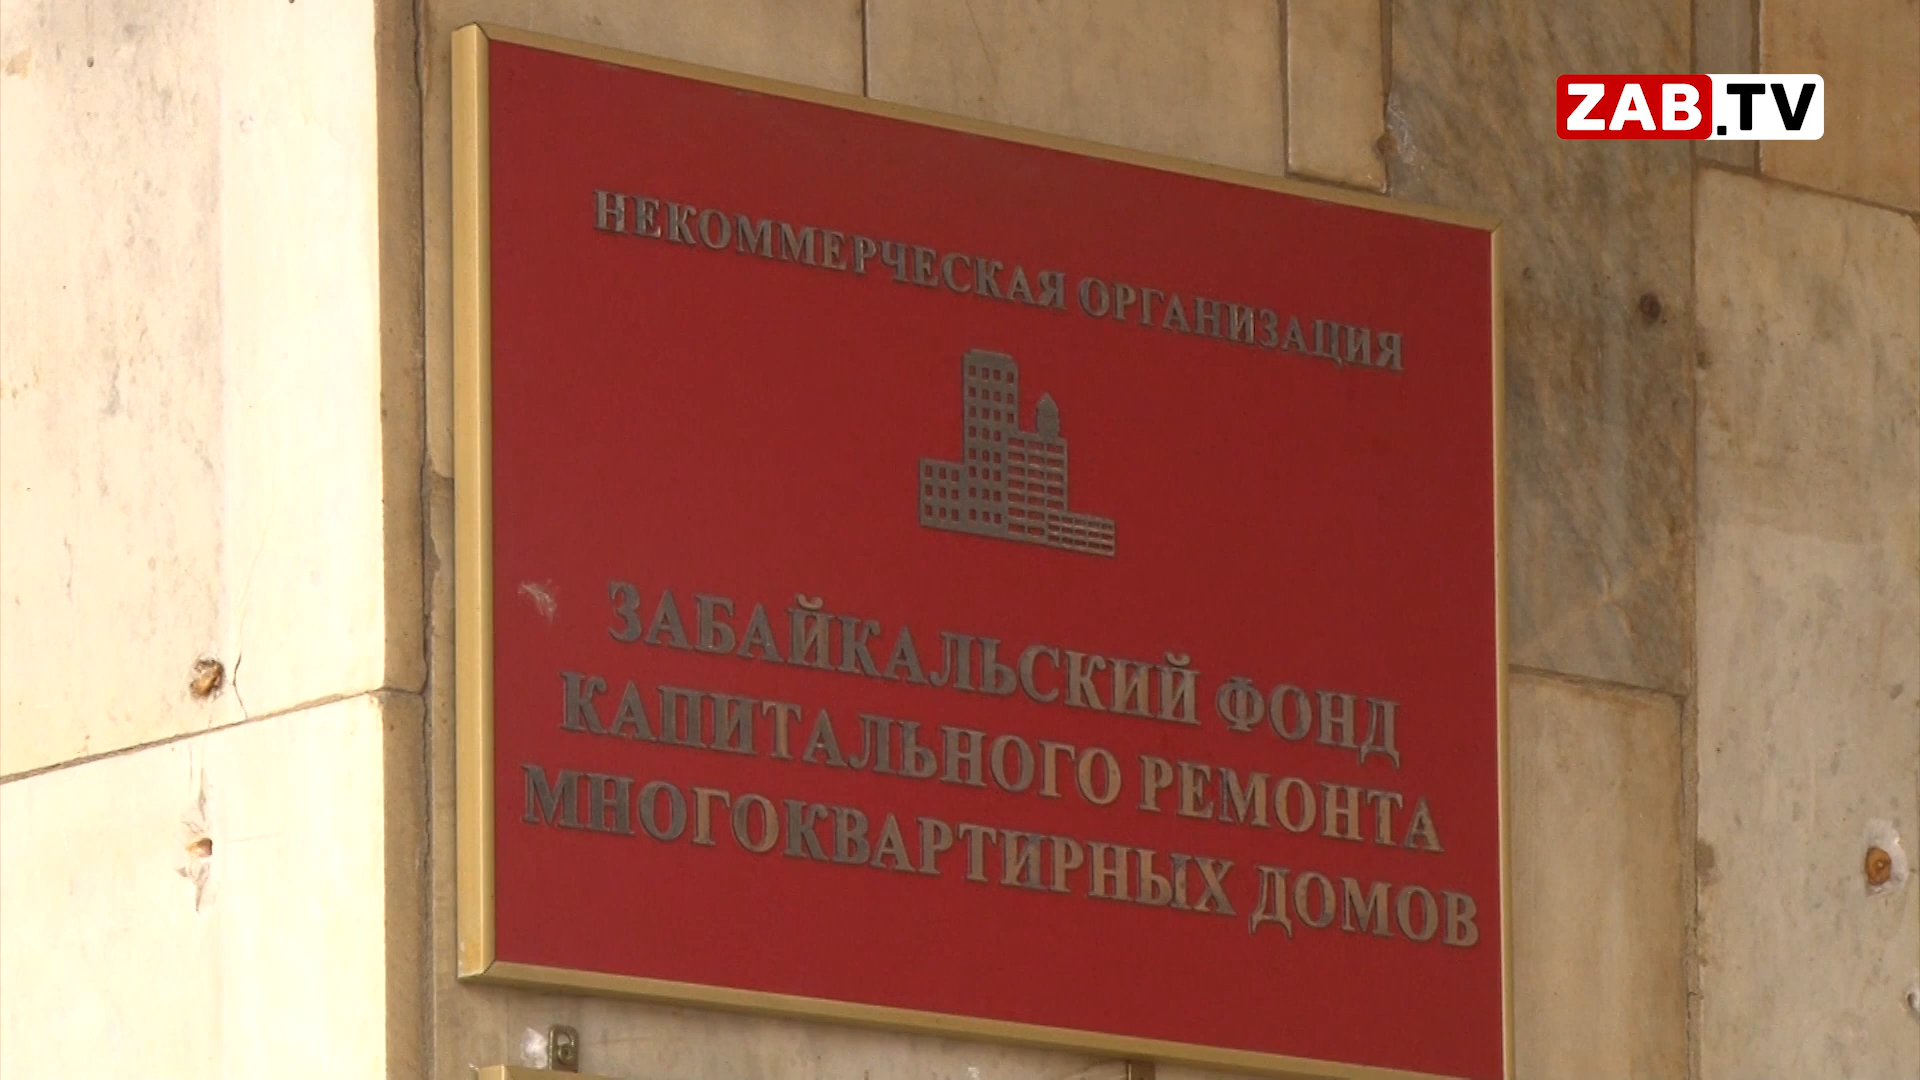 ZAB.TV
НЕКОММЕРЧЕСКАЯ ОРГАНИЗАЦИЯ
ЗАБАЙКАЛЬСКИЙ ФОНД
КАПИТАЛЬНОГО РЕМОНТА
МНОГОКВАРТИРНЫХ ДОМОВ